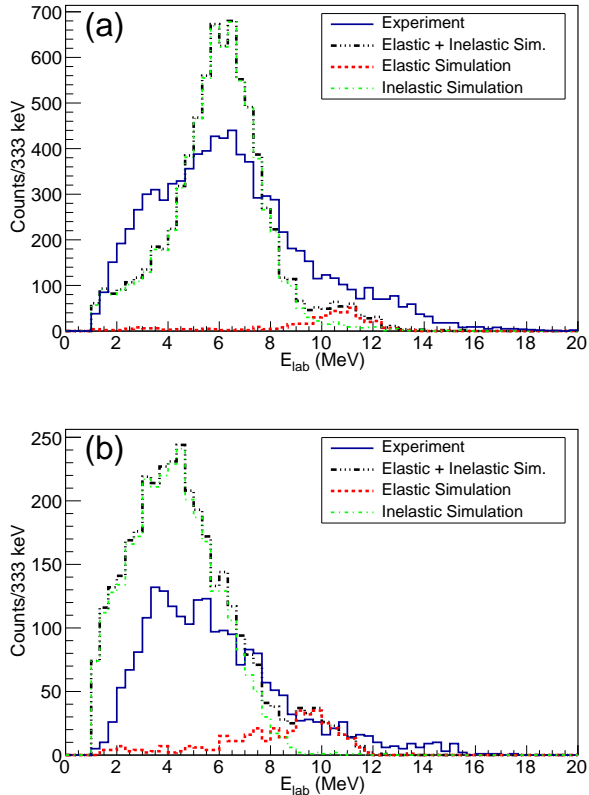 (a)
Experiment
Elastic + Inelastic Sim.
Elastic Simulation
Inelastic Simulation
Counts/333 keV
700
600
500
400
300
200
100
0
0 2 4 6 8 10 12 14 16 18 20
E_lab (MeV)
(b)
Experiment
Elastic + Inelastic Sim.
Elastic Simulation
Inelastic Simulation
Counts/333 keV
250
200
150
100
50
0
0 2 4 6 8 10 12 14 16 18 20
E_lab (MeV)